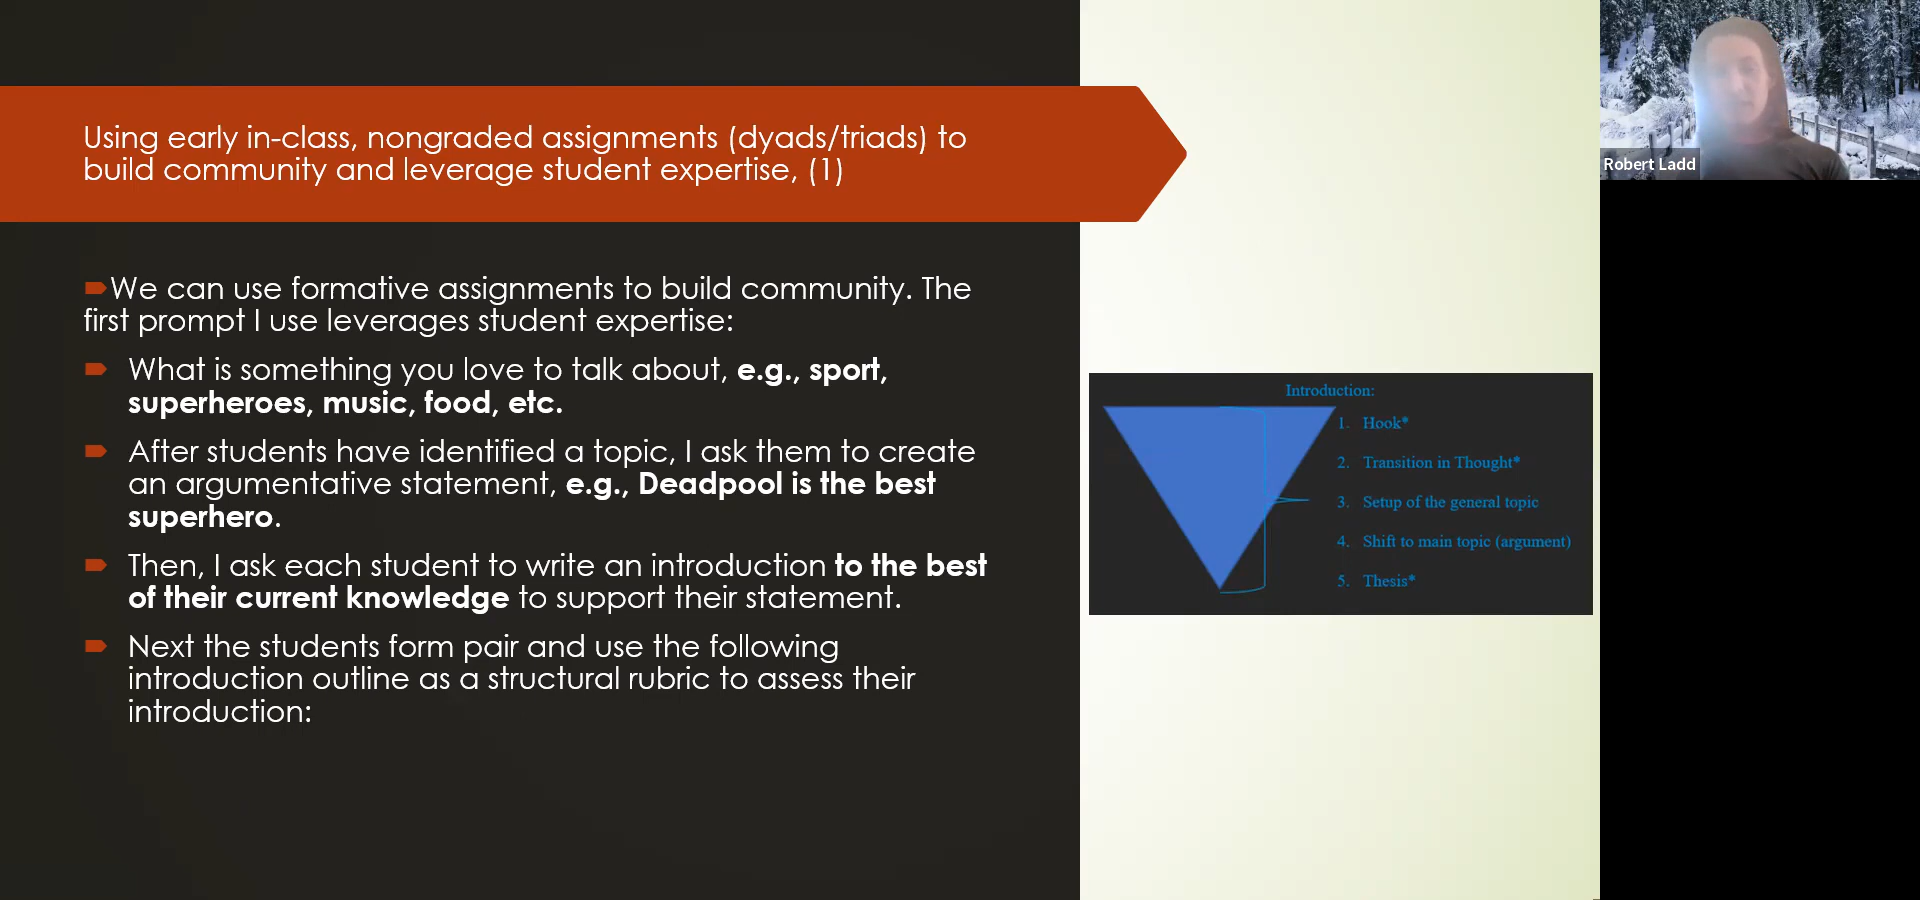 Using early in-class, nongraded assignments (dyads/triads) to
build community and leverage student expertise, (1)
We can use formative assignments to build community. The
first prompt I use leverages student expertise:
What is something you love to talk about, e.g., sport,
superheroes, music, food, etc.
After students have identified a topic, I ask them to create
an argumentative statement, e.g., Deadpool is the best
superhero.
Then, I ask each student to write an introduction to the best
of their current knowledge to support their statement.
Next the students form pair and use the following
introduction outline as a structural rubric to assess their
introduction:
Introduction:
1. Hook*
2. Transition in Thought*
3. Setup of the general topic
4. Shift to main topic (argument)
5. Thesis*
Robert Ladd